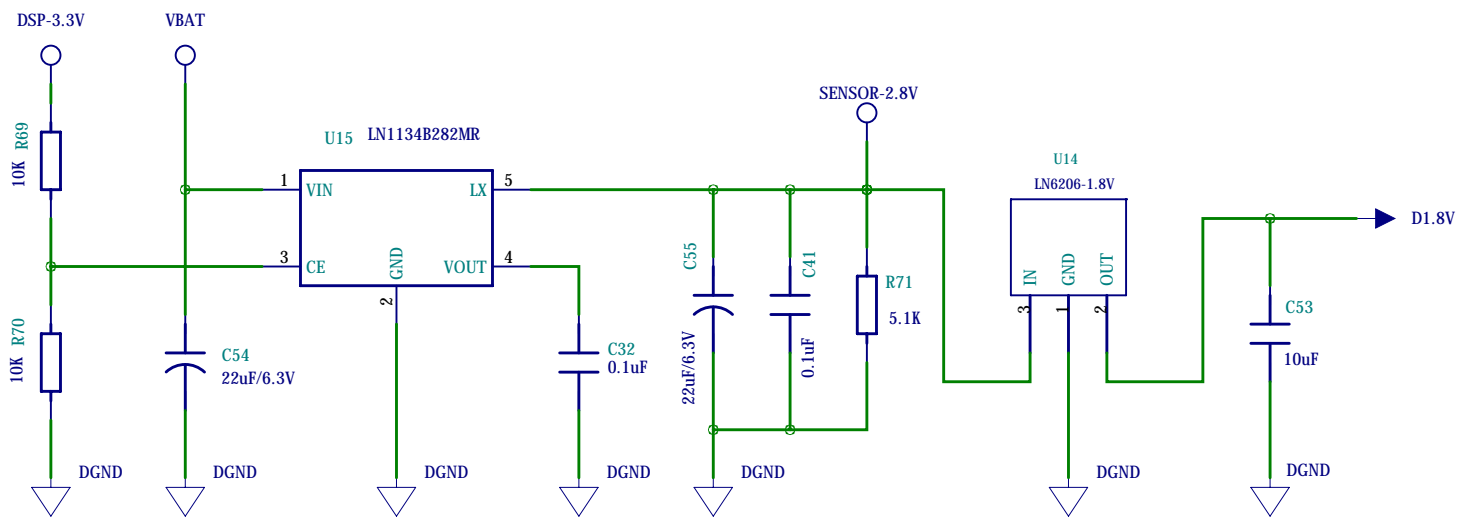 DSP-3.3V
VBAT
SENSOR-2.8V
R69
10K
U15
LN1134B282MR
1
VIN
LX
5
3
CE
GND
VOUT
4
2
U14
LN6206-1.8V
IN
GND
OUT
3
1
2
D1.8V
C55
22uF/6.3V
C41
0.1uF
R71
5.1K
C53
10uF
R70
10K
C54
22uF/6.3V
C32
0.1uF
DGND
DGND
DGND
DGND
DGND
DGND
DGND